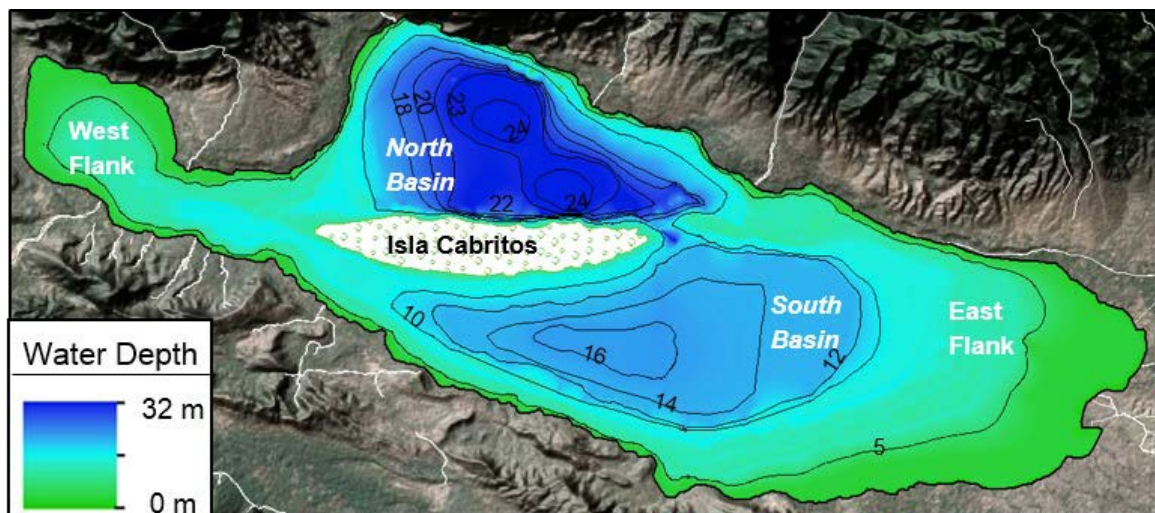 West
Flank
North
Basin
18
20
23
24
22
24
Isla Cabritos
10
16
14
South
Basin
12
East
Flank
5
Water Depth
32 m
0 m